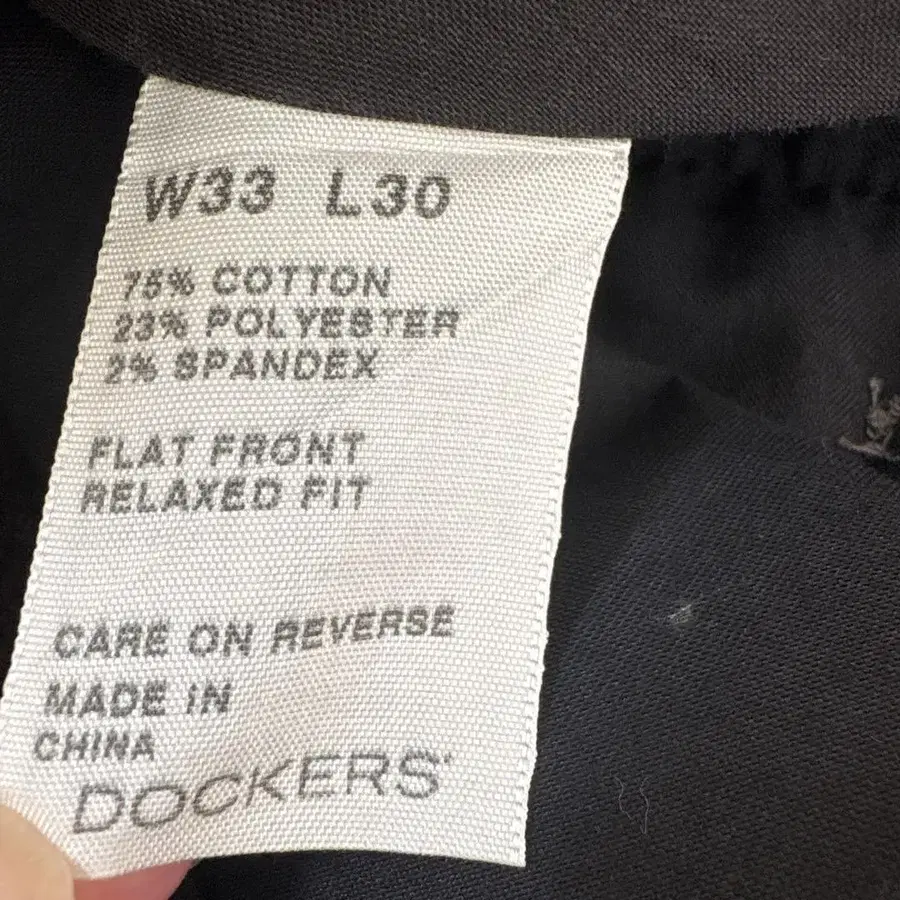 W33 L30
75% COTTON
23% POLYESTER
2% SPANDEX
FLAT FRONT
RELAXED FIT
CARE ON REVERSE
MADE IN
CHINA
DOCKERS®